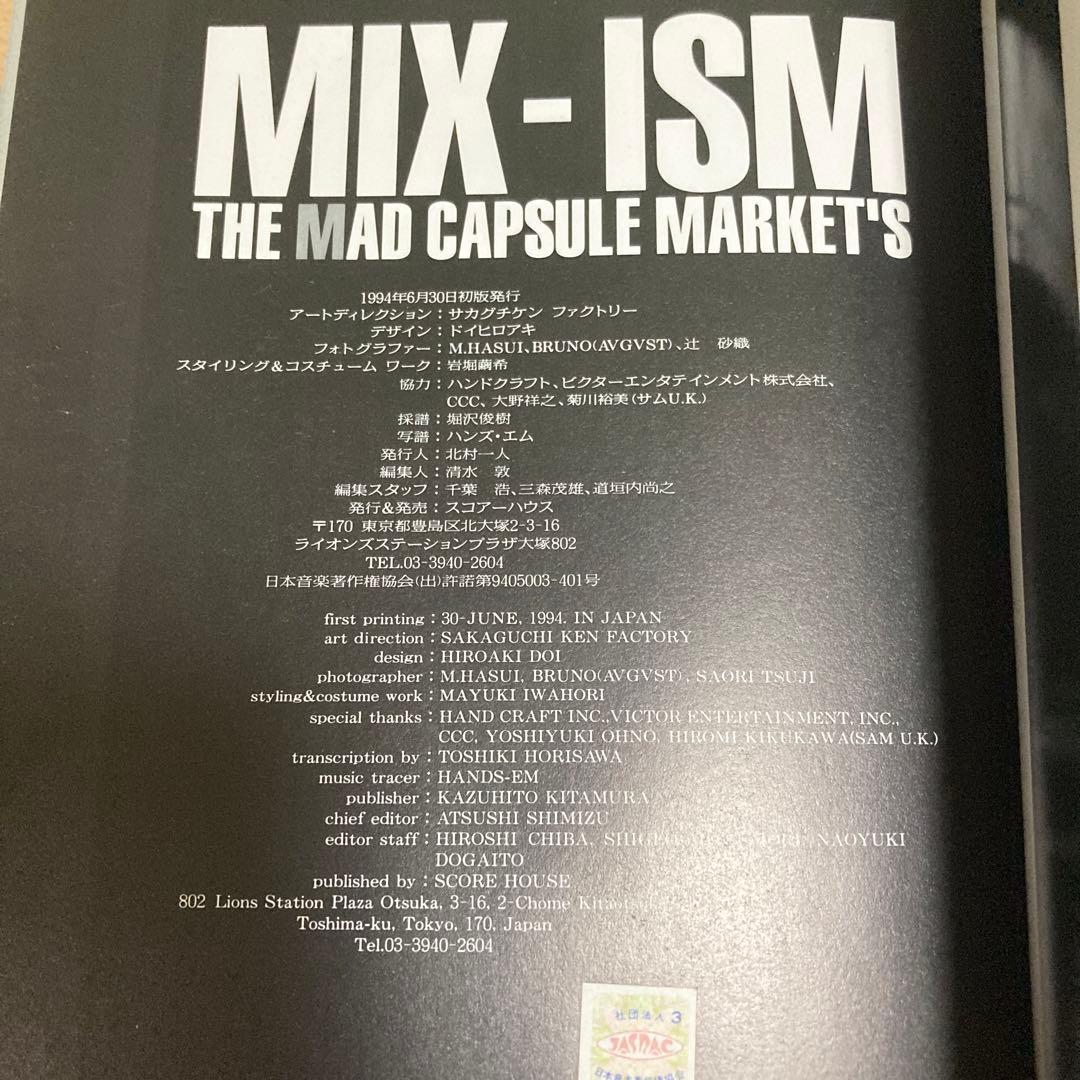 MIX-ISM
THE MAD CAPSULE MARKET'S
1994年6月30日初版発行
アートディレクション：サカグチケン ファクトリー
デザイン：ドイヒロアキ
フォトグラファー：M.HASUI、BRUNO(AVGVST)、辻　砂織
スタイリング&コスチューム ワーク：岩堀繭希
協力：ハンドクラフト、ビクターエンタテインメント株式会社、
CCC、大野祥之、菊川裕美(サムU.K.)
採譜：堀沢俊樹
写譜：ハンズ・エム
発行人：北村一人
編集人：清水　敦
編集スタッフ：千葉　浩、三森茂雄、道垣内尚之
発行&発売：スコアーハウス
〒170 東京都豊島区北大塚2-3-16
ライオンズステーションプラザ大塚802
TEL.03-3940-2604
日本音楽著作権協会(出)許諾第9405003-401号
first printing：30-JUNE, 1994. IN JAPAN
art direction：SAKAGUCHI KEN FACTORY
design：HIROAKI DOI
photographer：M.HASUI, BRUNO(AVGVST), SAORI TSUJI
styling&costume work：MAYUKI IWAHORI
special thanks：HAND CRAFT INC.,VICTOR ENTERTAINMENT, INC.,
CCC, YOSHIYUKI OHNO, HIROMI KIKUKAWA(SAM U.K.)
transcription by：TOSHIKI HORISAWA
music tracer：HANDS-EM
publisher：KAZUHITO KITAMURA
chief editor：ATSUSHI SHIMIZU
editor staff：HIROSHI CHIBA, NAOYUKI
DOGAITO
published by：SCORE HOUSE
802 Lions Station Plaza Otsuka, 3-16, 2-Chome
Toshima-ku, Tokyo, 170, Japan
Tel.03-3940-2604
社団法人 3
JASRAC